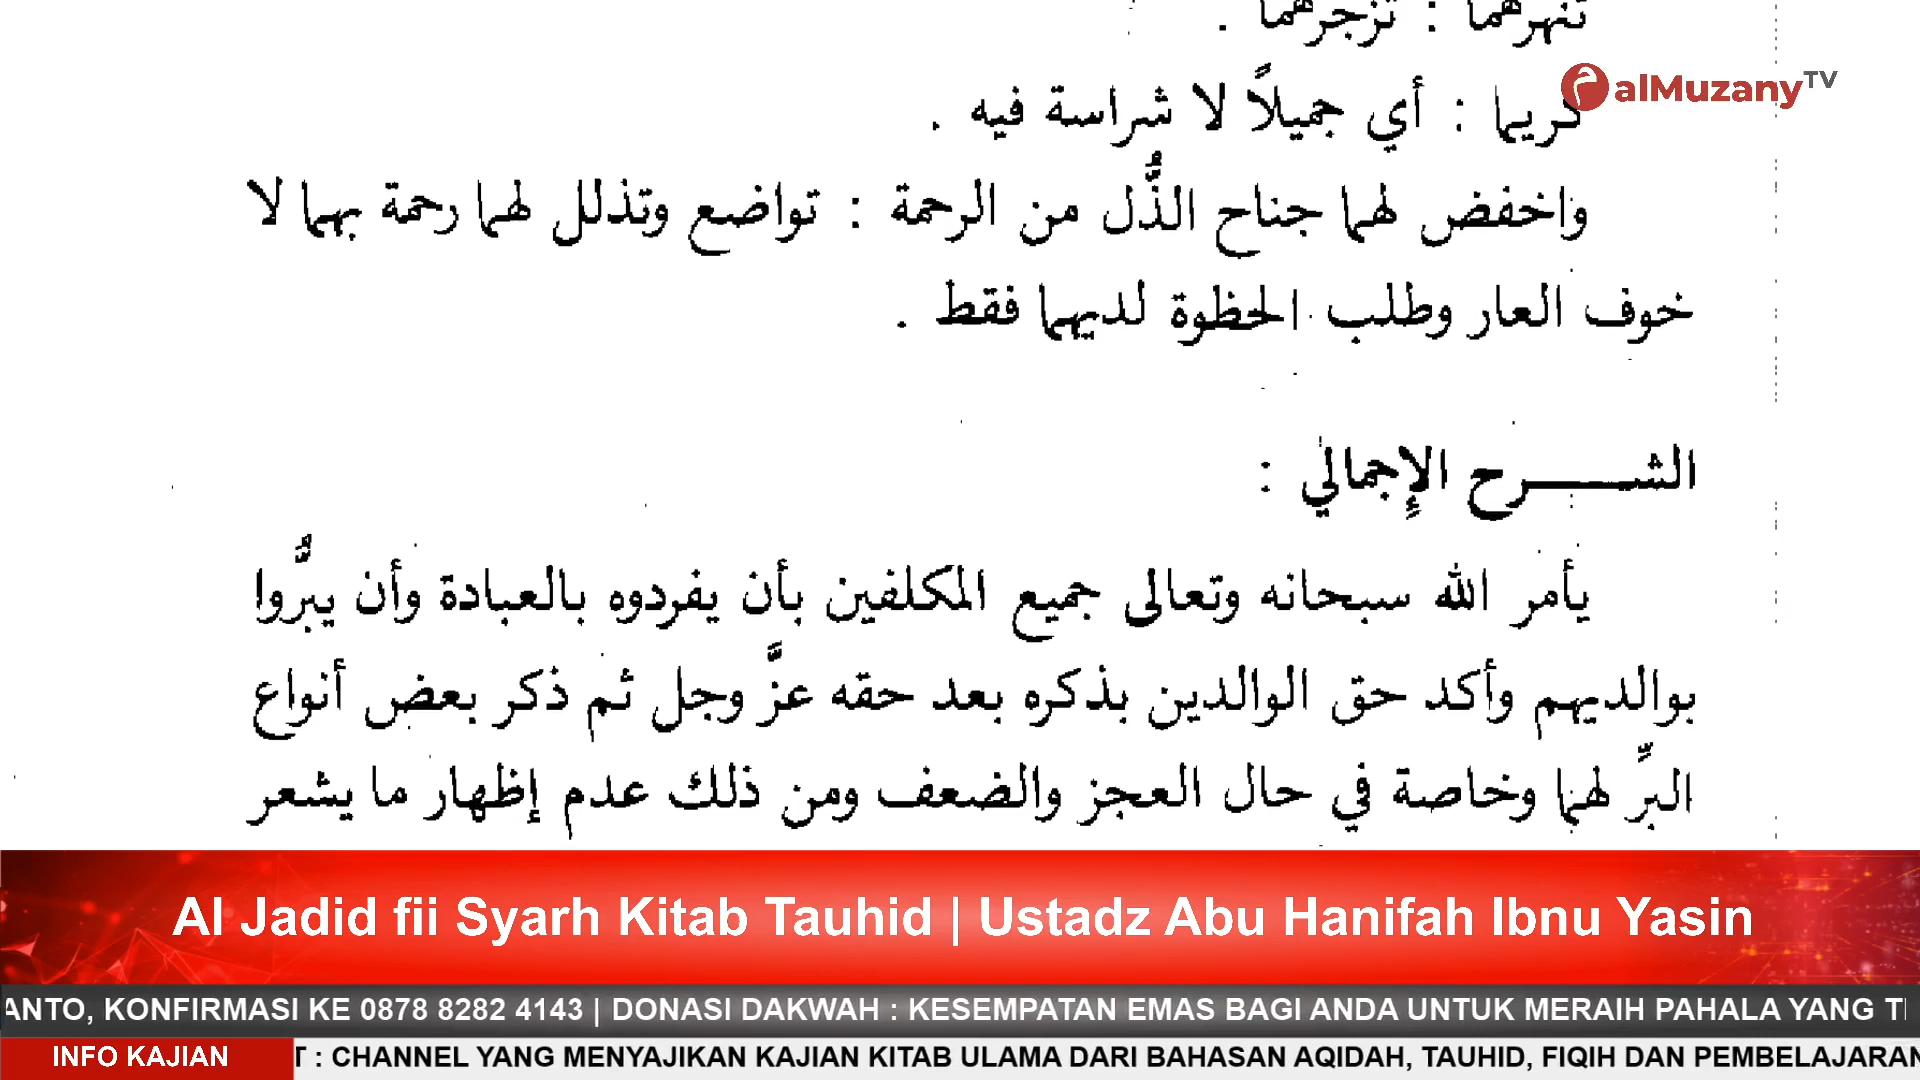 تنهرهما : تزجرهما .
alMuzanyTV
كريما : أي جميلاً لا شراسة فيه .
واخفض لهما جناح الذُّل من الرحمة : تواضع وتذلل لهما رحمة بهما لا
خوف العار وطلب الحظوة لديهما فقط .
الشـــــرح الإِجمالي :
يأمر الله سبحانه وتعالى جميع المكلفين بأن يفردوه بالعبادة وأن يبرُّوا
بوالديهم وأكد حق الوالدين بذكره بعد حقه عزَّ وجل ثم ذكر بعض أنواع
البرِّ لهما وخاصة في حال العجز والضعف ومن ذلك عدم إظهار ما يشعر
Al Jadid fii Syarh Kitab Tauhid | Ustadz Abu Hanifah Ibnu Yasin
ANTO, KONFIRMASI KE 0878 8282 4143 | DONASI DAKWAH : KESEMPATAN EMAS BAGI ANDA UNTUK MERAIH PAHALA YANG
INFO KAJIAN
T : CHANNEL YANG MENYAJIKAN KAJIAN KITAB ULAMA DARI BAHASAN AQIDAH, TAUHID, FIQIH DAN PEMBELAJARAN